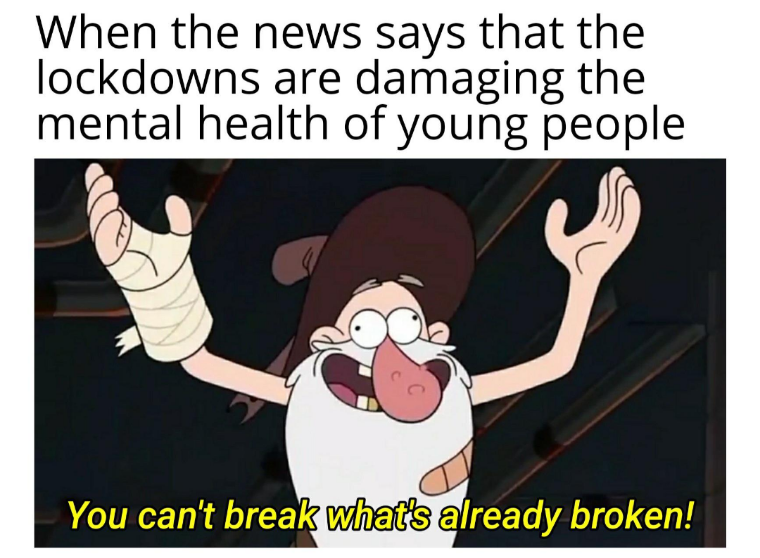 When the news says that the
lockdowns are damaging the
mental health of young people
You can't break what's already broken!